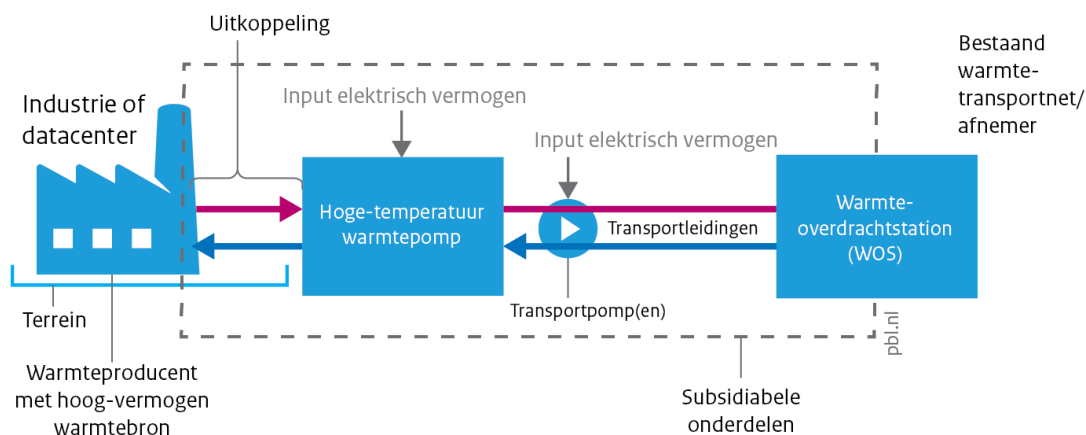 Uitkoppeling
Bestaand
warmte-
transportnet/
afnemer
Industrie of
datacenter
Input elektrisch vermogen
Input elektrisch vermogen
Hoge-temperatuur
warmtepomp
Transportleidingen
Warmte-
overdrachtstation
(WOS)
Terrein
Transportpomp(en)
pbl.nl
Warmteproducent
met hoog-vermogen
warmtebron
Subsidiabele
onderdelen